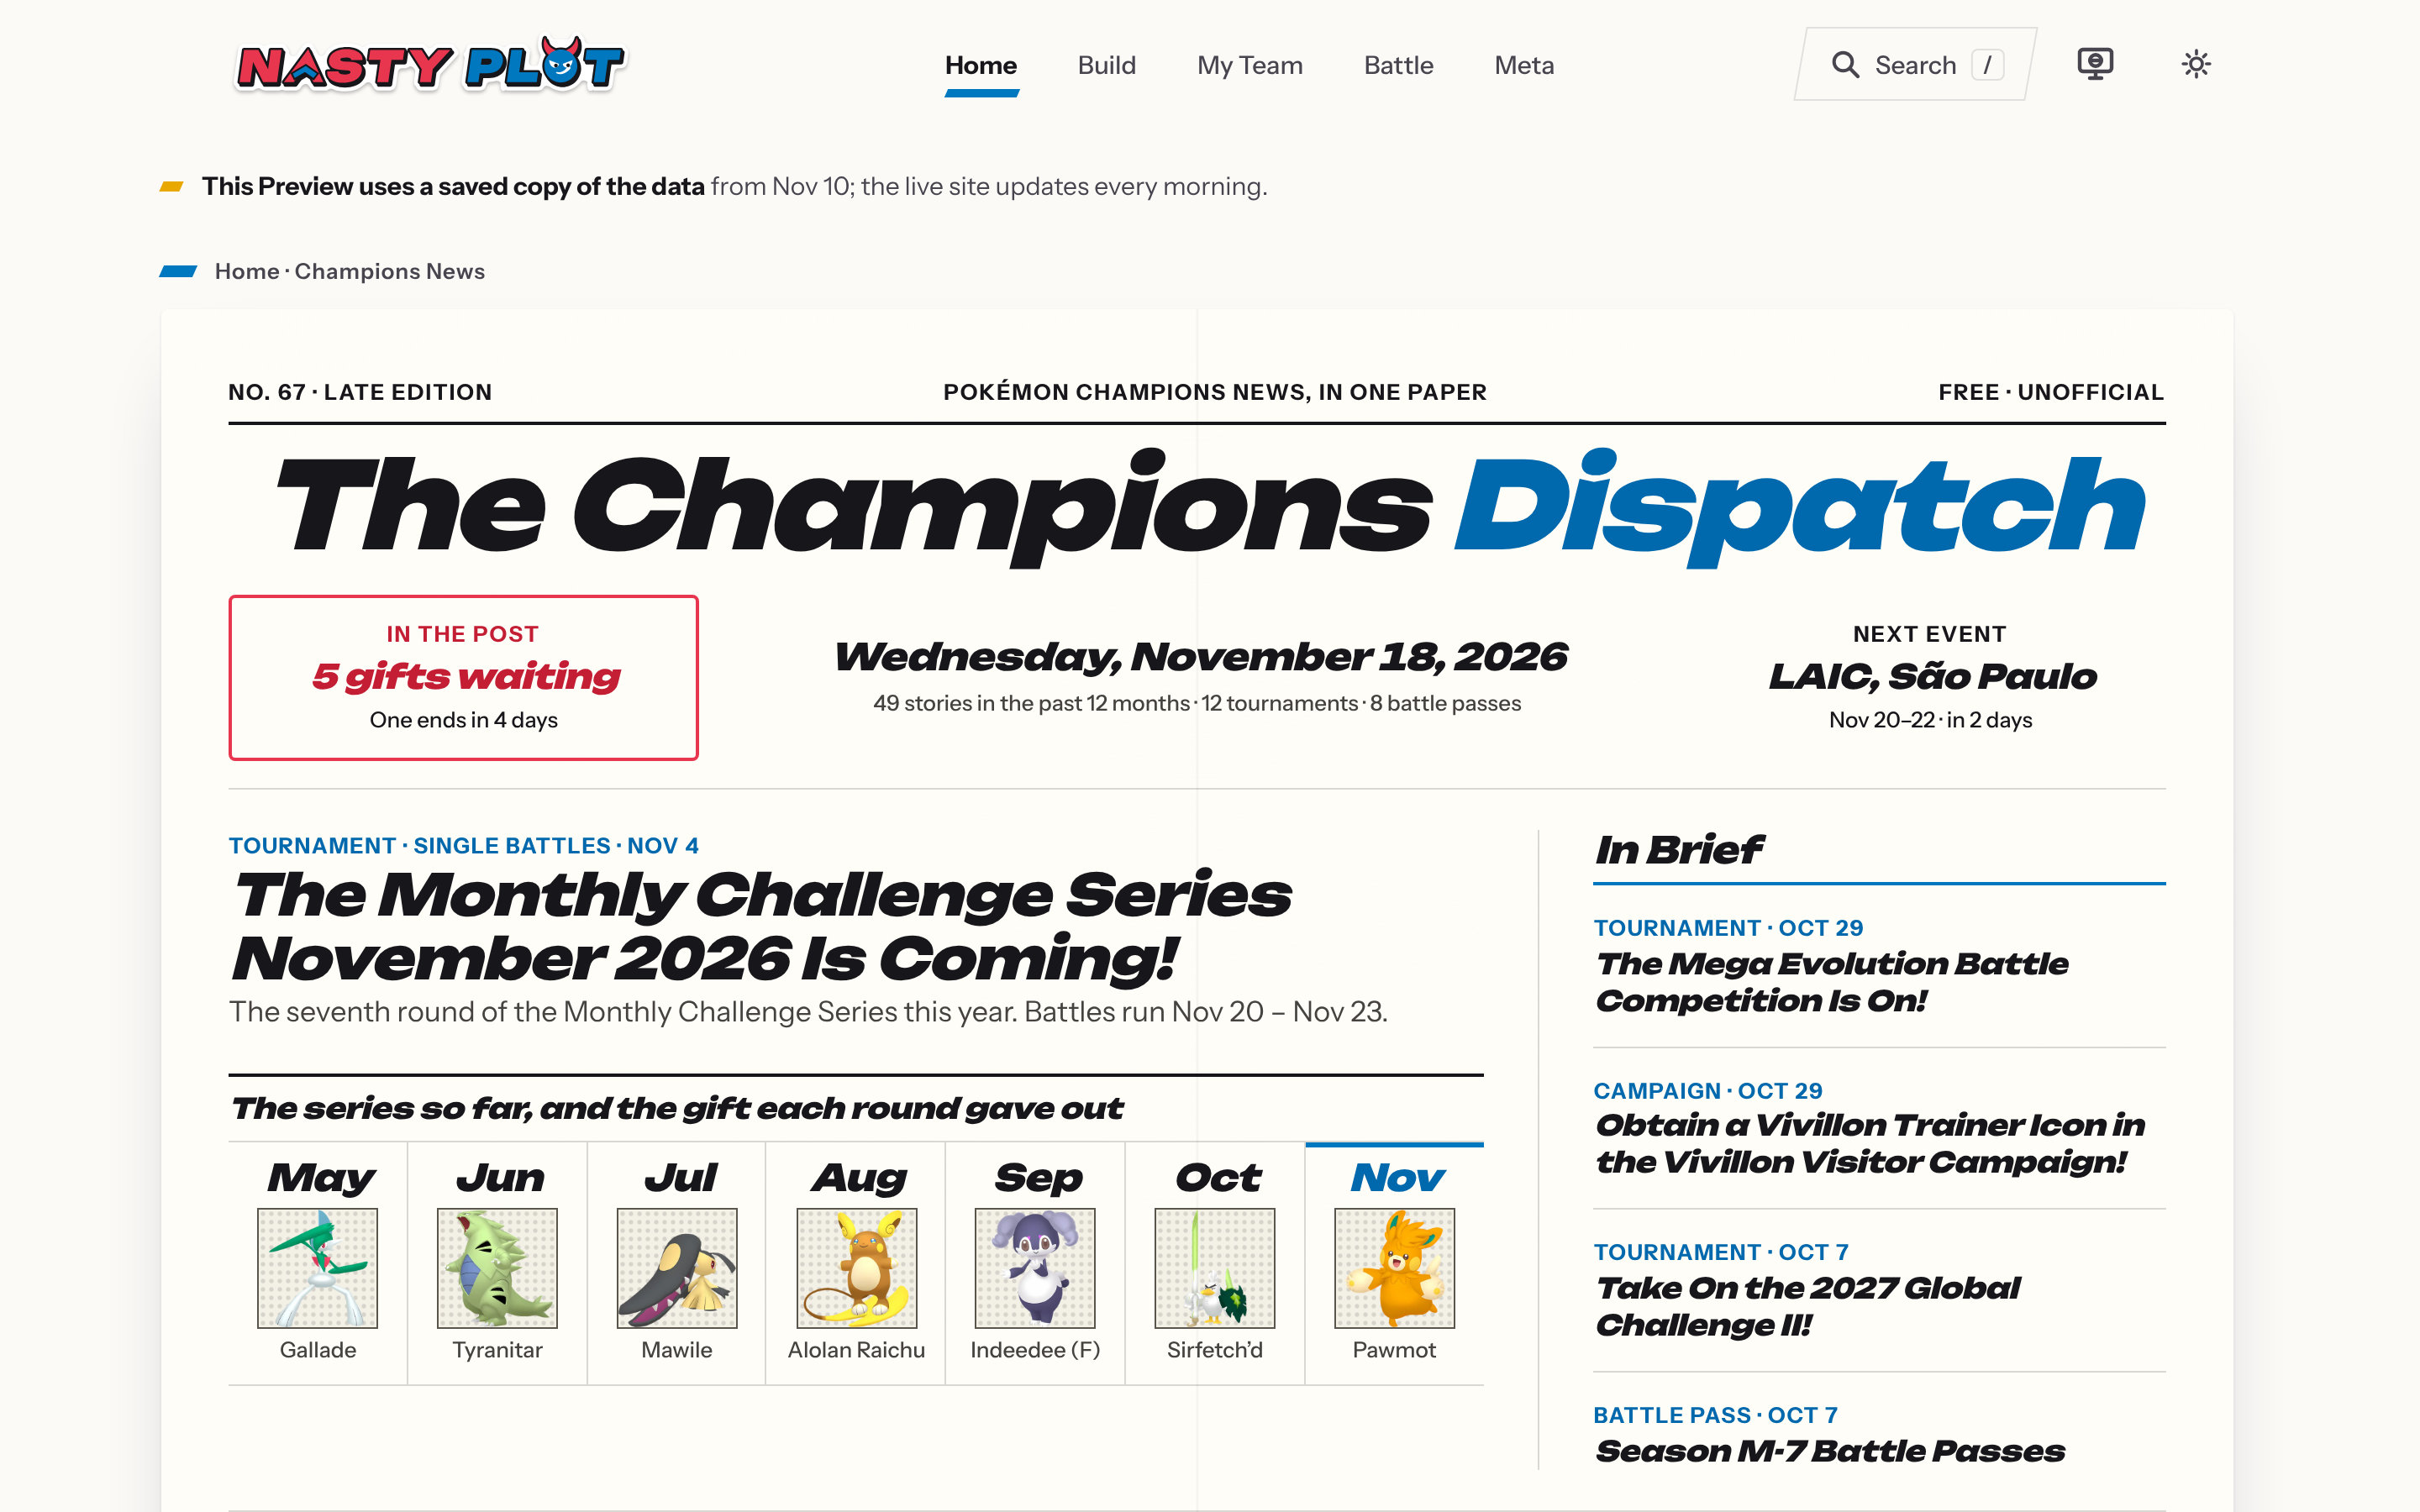 NASTY PLOT
Home
Build
My Team
Battle
Meta
Search /
This Preview uses a saved copy of the data from Nov 10; the live site updates every morning.
Home · Champions News
NO. 67 · LATE EDITION
POKÉMON CHAMPIONS NEWS, IN ONE PAPER
FREE · UNOFFICIAL
The Champions Dispatch
IN THE POST
5 gifts waiting
One ends in 4 days
Wednesday, November 18, 2026
49 stories in the past 12 months · 12 tournaments · 8 battle passes
NEXT EVENT
LAIC, São Paulo
Nov 20–22 · in 2 days
TOURNAMENT · SINGLE BATTLES · NOV 4
The Monthly Challenge Series
November 2026 Is Coming!
The seventh round of the Monthly Challenge Series this year. Battles run Nov 20 – Nov 23.
The series so far, and the gift each round gave out
May
Gallade
Jun
Tyranitar
Jul
Mawile
Aug
Alolan Raichu
Sep
Indeedee (F)
Oct
Sirfetch’d
Nov
Pawmot
In Brief
TOURNAMENT · OCT 29
The Mega Evolution Battle
Competition Is On!
CAMPAIGN · OCT 29
Obtain a Vivillon Trainer Icon in
the Vivillon Visitor Campaign!
TOURNAMENT · OCT 7
Take On the 2027 Global
Challenge II!
BATTLE PASS · OCT 7
Season M-7 Battle Passes